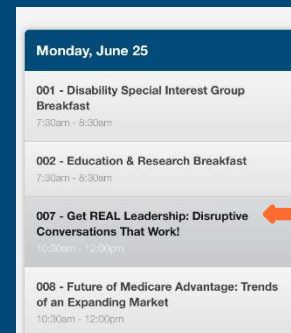 Monday, June 25
001 - Disability Special Interest Group
Breakfast
7:30am - 8:30am
002 - Education & Research Breakfast
7:30am - 8:30am
007 - Get REAL Leadership: Disruptive
Conversations That Work!
10:30am - 12:00pm
008 - Future of Medicare Advantage: Trends
of an Expanding Market
10:30am - 12:00pm